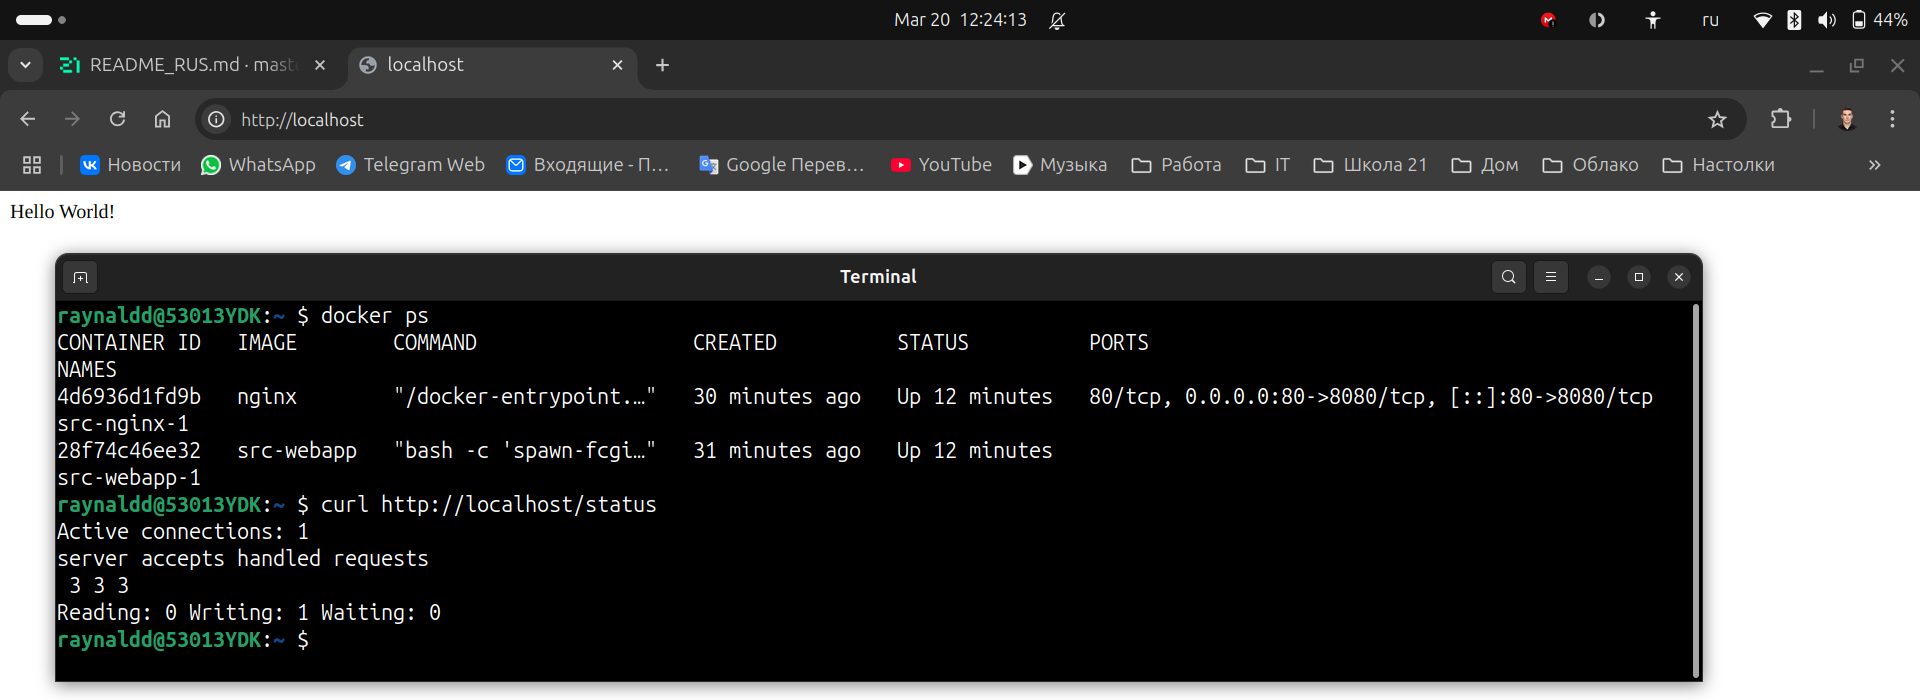 Mar 20 12:24:13
ru
44%
README_RUS.md · mast
localhost
http://localhost
Новости
WhatsApp
Telegram Web
Входящие - П...
Google Перев...
YouTube
Музыка
Работа
IT
Школа 21
Дом
Облако
Настолки
Hello World!
Terminal
raynaldd@53013YDK:~ $ docker ps
CONTAINER ID IMAGE COMMAND CREATED STATUS PORTS
NAMES
4d6936d1fd9b nginx "/docker-entrypoint.…" 30 minutes ago Up 12 minutes 80/tcp, 0.0.0.0:80->8080/tcp, [::]:80->8080/tcp
src-nginx-1
28f74c46ee32 src-webapp "bash -c 'spawn-fcgi…" 31 minutes ago Up 12 minutes
src-webapp-1
raynaldd@53013YDK:~ $ curl http://localhost/status
Active connections: 1
server accepts handled requests
3 3 3
Reading: 0 Writing: 1 Waiting: 0
raynaldd@53013YDK:~ $